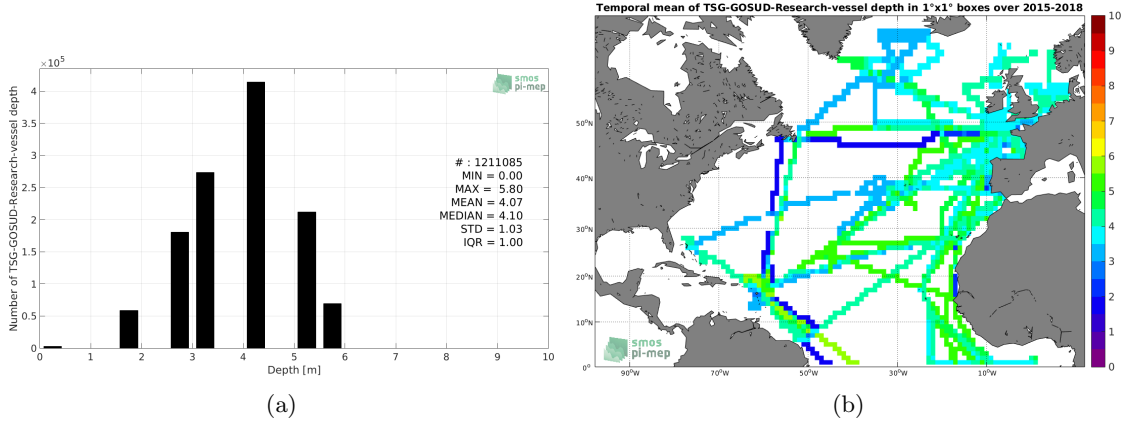 Temporal mean of TSG-GOSUD-Research-vessel depth in 1°x1° boxes over 2015-2018
×10⁵
4
3.5
3
2.5
2
1.5
1
0.5
0
Number of TSG-GOSUD-Research-vessel depth
smos
pi-mep
# : 1211085
MIN = 0.00
MAX = 5.80
MEAN = 4.07
MEDIAN = 4.10
STD = 1.03
IQR = 1.00
0 1 2 3 4 5 6 7 8 9 10
Depth [m]
(a)
50°N
40°N
30°N
20°N
10°N
0°
90°W 70°W 50°W 30°W 10°W
smos
pi-mep
10
9
8
7
6
5
4
3
2
1
0
(b)